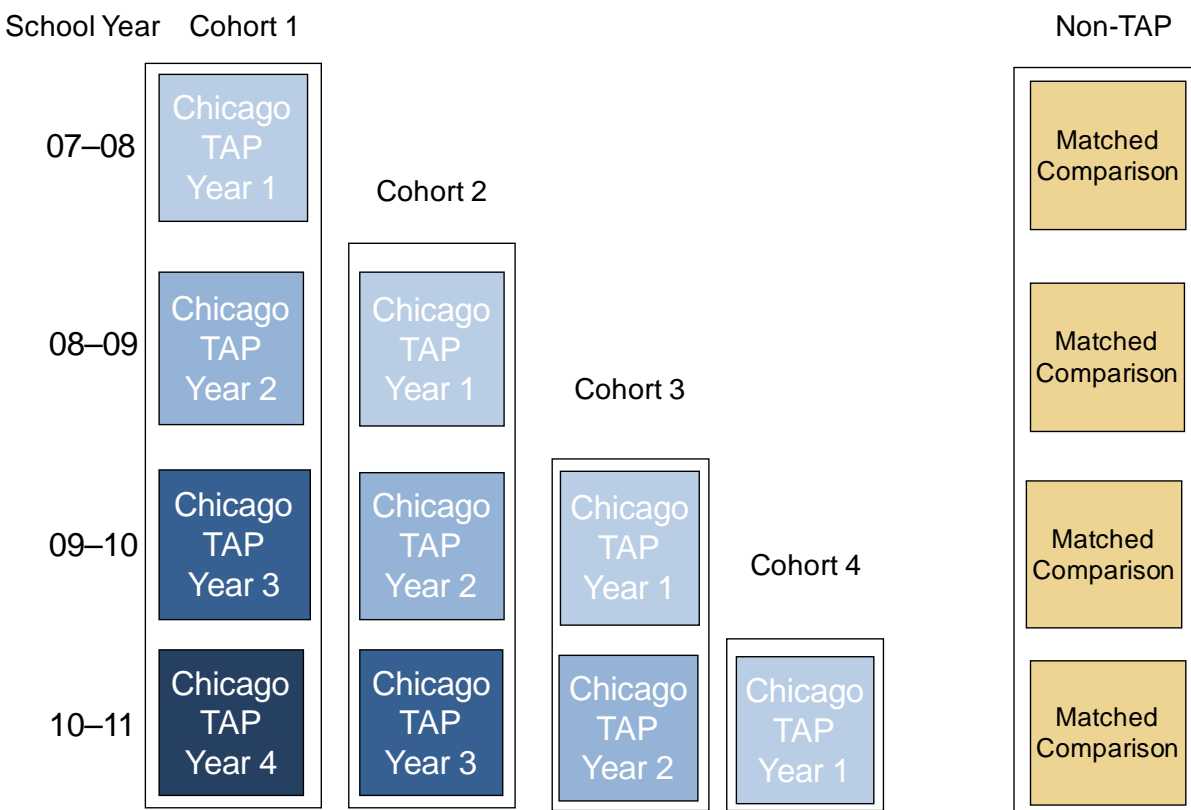 School Year Cohort 1 Non-TAP
07–08
Chicago
TAP
Year 1
Matched
Comparison
Cohort 2
08–09
Chicago
TAP
Year 2
Chicago
TAP
Year 1
Matched
Comparison
Cohort 3
09–10
Chicago
TAP
Year 3
Chicago
TAP
Year 2
Chicago
TAP
Year 1
Matched
Comparison
Cohort 4
10–11
Chicago
TAP
Year 4
Chicago
TAP
Year 3
Chicago
TAP
Year 2
Chicago
TAP
Year 1
Matched
Comparison